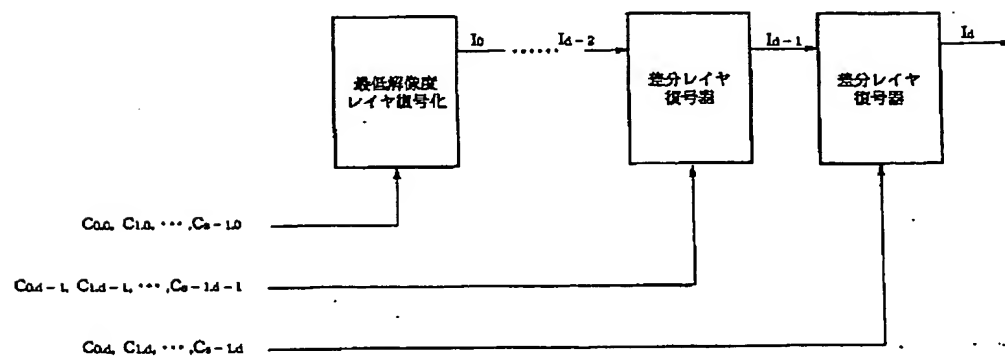 I0 ...... Id-2 Id-1 Id
最低解像度
レイヤ復号化
差分レイヤ
復号器
差分レイヤ
復号器
C0,0, C1,0, ⋯ ,Cs-1,0
C0,d-1, C1,d-1, ⋯ ,Cs-1,d-1
C0,d, C1,d, ⋯ ,Cs-1,d